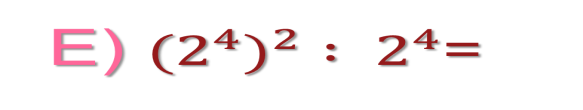 E) (2⁴)² : 2⁴=